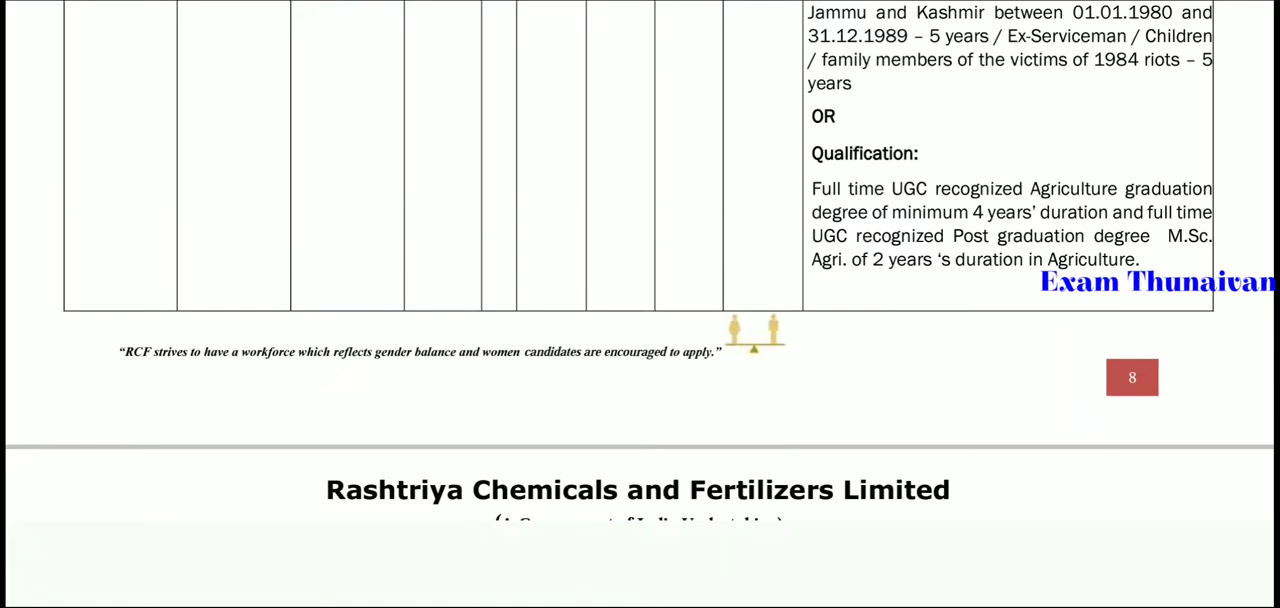 Jammu and Kashmir between 01.01.1980 and
31.12.1989 – 5 years / Ex-Serviceman / Children
/ family members of the victims of 1984 riots – 5
years
OR
Qualification:
Full time UGC recognized Agriculture graduation
degree of minimum 4 years’ duration and full time
UGC recognized Post graduation degree M.Sc.
Agri. of 2 years ‘s duration in Agriculture.
Exam Thunaivan
“RCF strives to have a workforce which reflects gender balance and women candidates are encouraged to apply.”
8
Rashtriya Chemicals and Fertilizers Limited